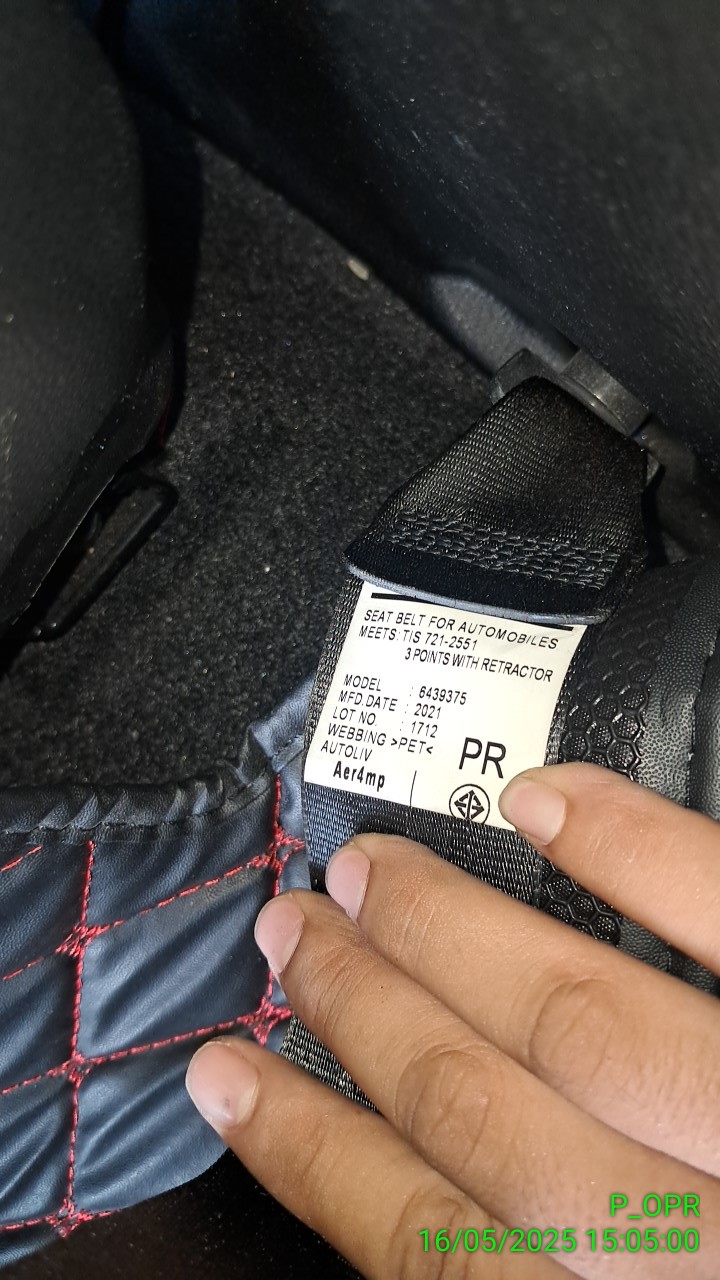 SEAT BELT FOR AUTOMOBILES
MEETS: TIS 721-2551
3 POINTS WITH RETRACTOR
MODEL : 6439375
MFD.DATE : 2021
LOT NO : 1712
WEBBING >PET<
AUTOLIV
Aer4mp
PR
P_OPR
16/05/2025 15:05:00